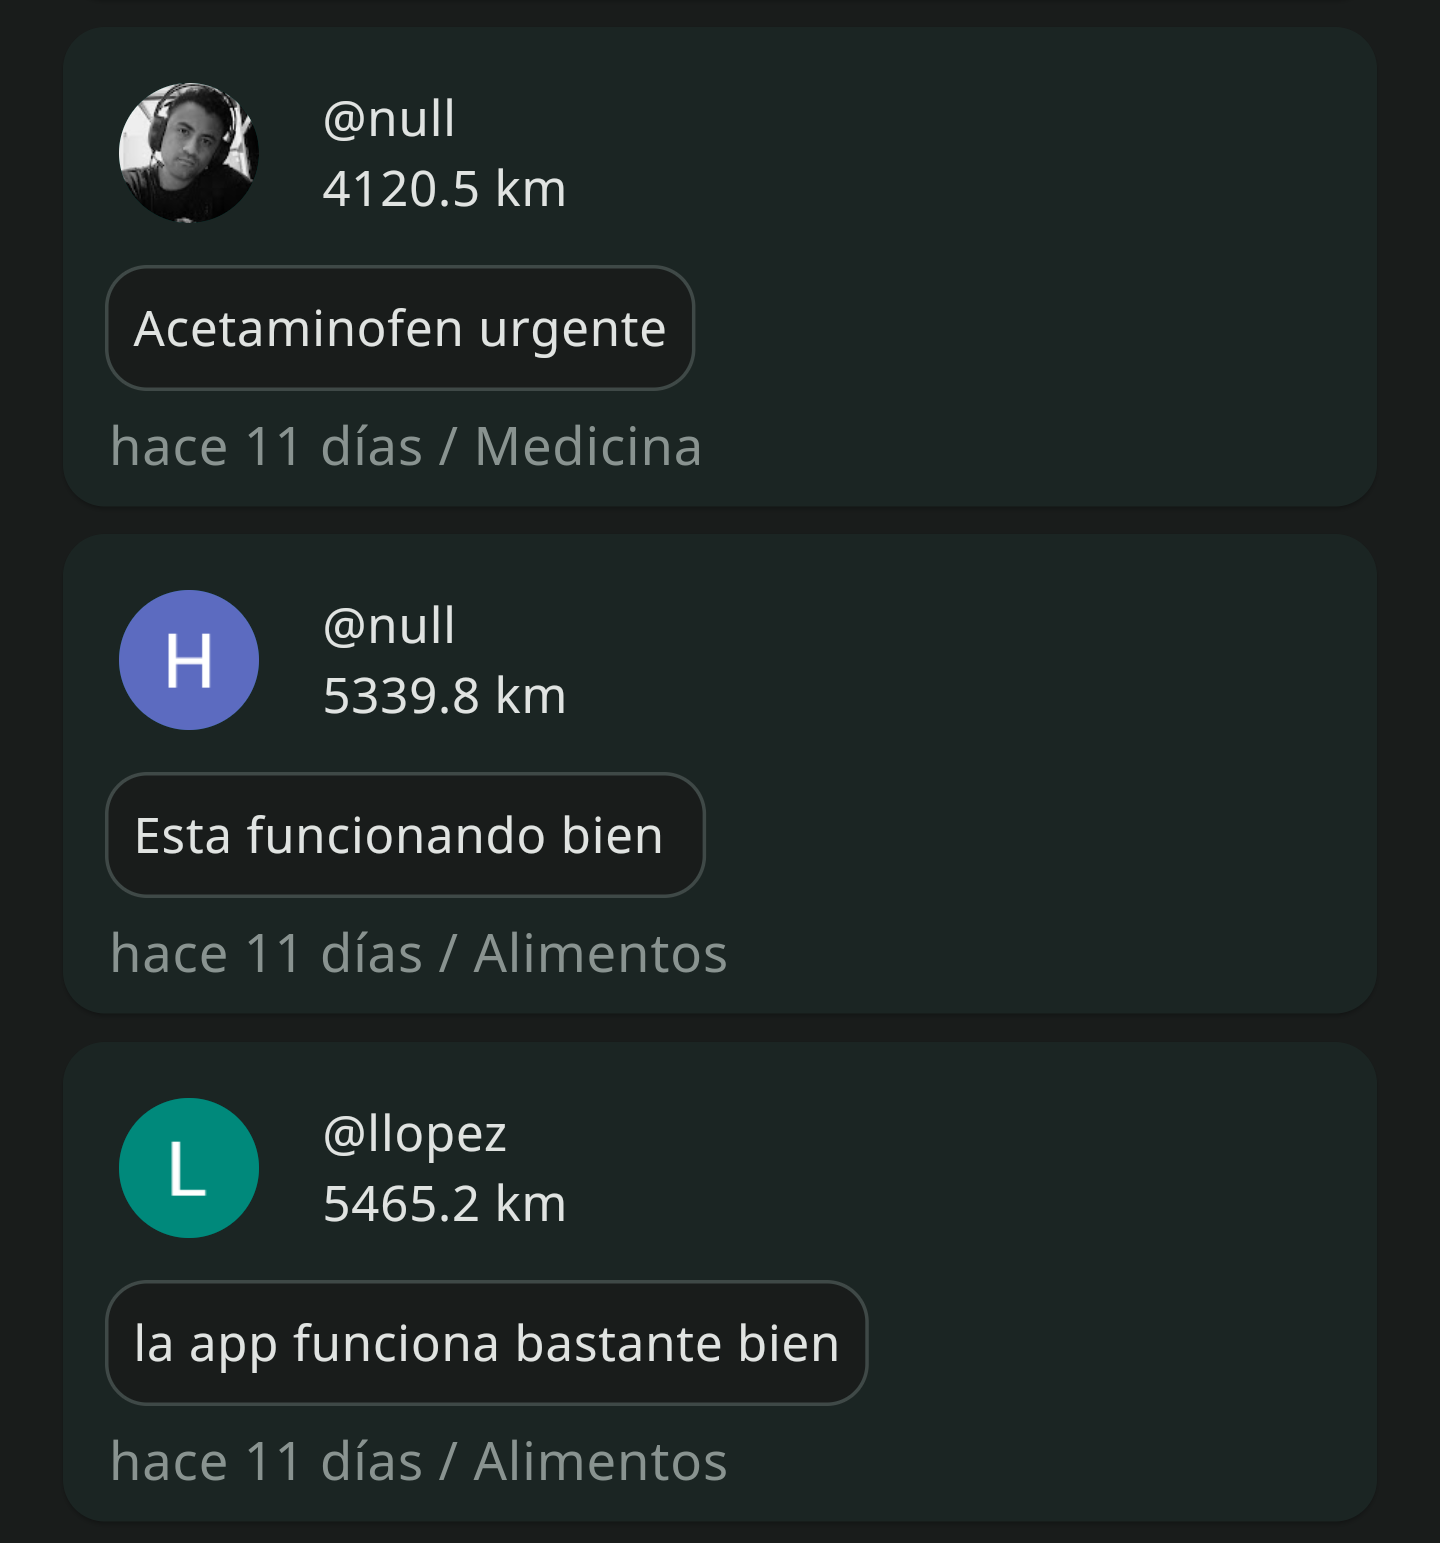 @null
4120.5 km
Acetaminofen urgente
hace 11 días / Medicina
H
@null
5339.8 km
Esta funcionando bien
hace 11 días / Alimentos
L
@llopez
5465.2 km
la app funciona bastante bien
hace 11 días / Alimentos